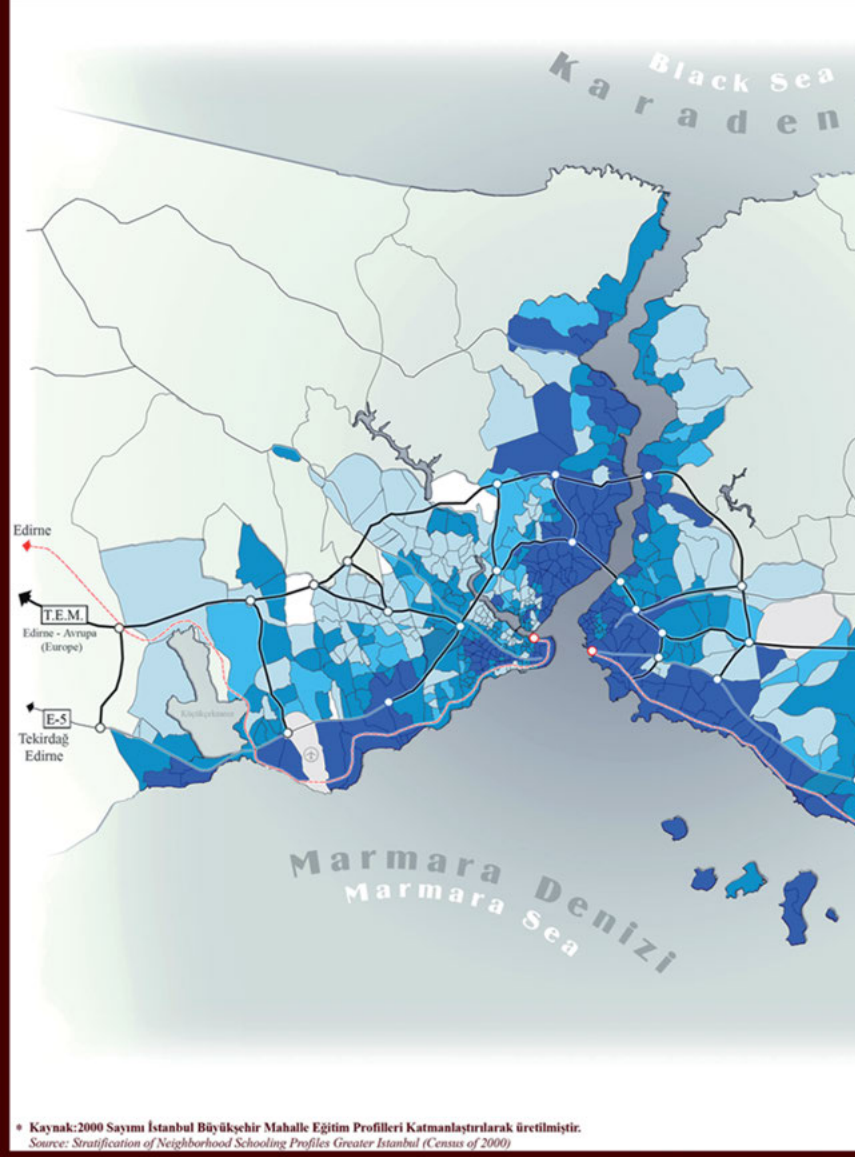 Black Sea
Karaden
Edirne
T.E.M.
Edirne - Avrupa
(Europe)
Küçükçekmece
E-5
Tekirdağ
Edirne
Marmara Denizi
Marmara Sea
* Kaynak:2000 Sayımı İstanbul Büyükşehir Mahalle Eğitim Profilleri Katmanlaştırılarak üretilmiştir.
Source: Stratification of Neighborhood Schooling Profiles Greater Istanbul (Census of 2000)